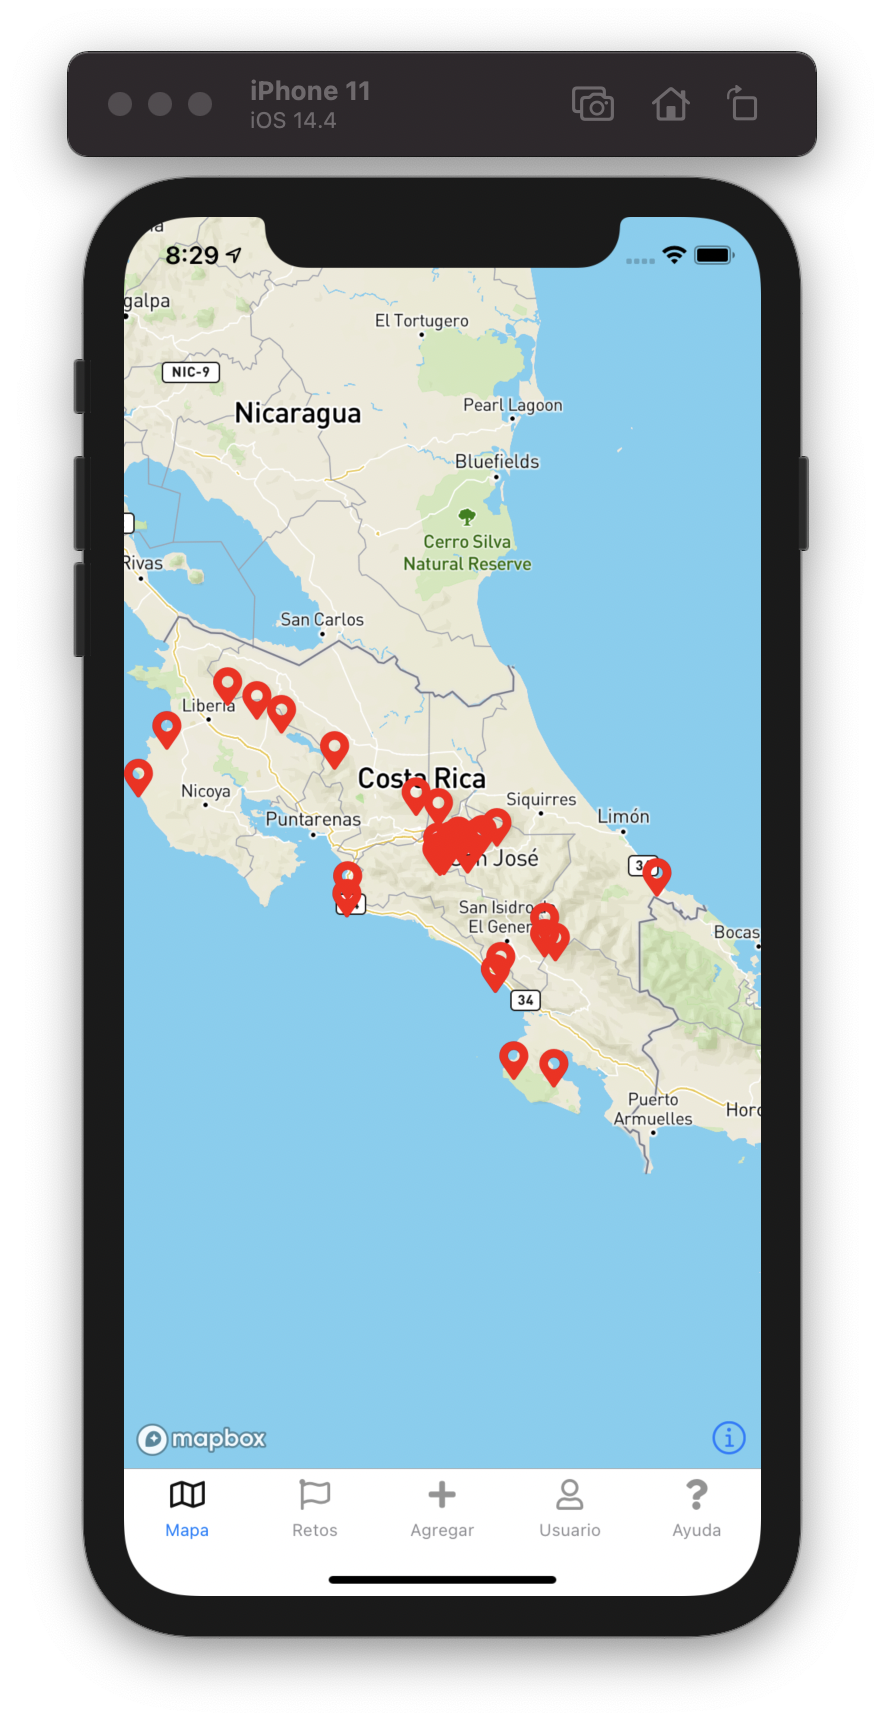 iPhone 11
iOS 14.4
8:29
galpa
El Tortugero
NIC-9
Nicaragua
Pearl Lagoon
Bluefields
Cerro Silva
Natural Reserve
Rivas
San Carlos
Liberia
Costa Rica
Nicoya
Siquirres
Puntarenas
Limón
San José
San Isidro
El General
Bocas
34
Puerto
Armuelles
Horc
mapbox
Mapa
Retos
Agregar
Usuario
Ayuda